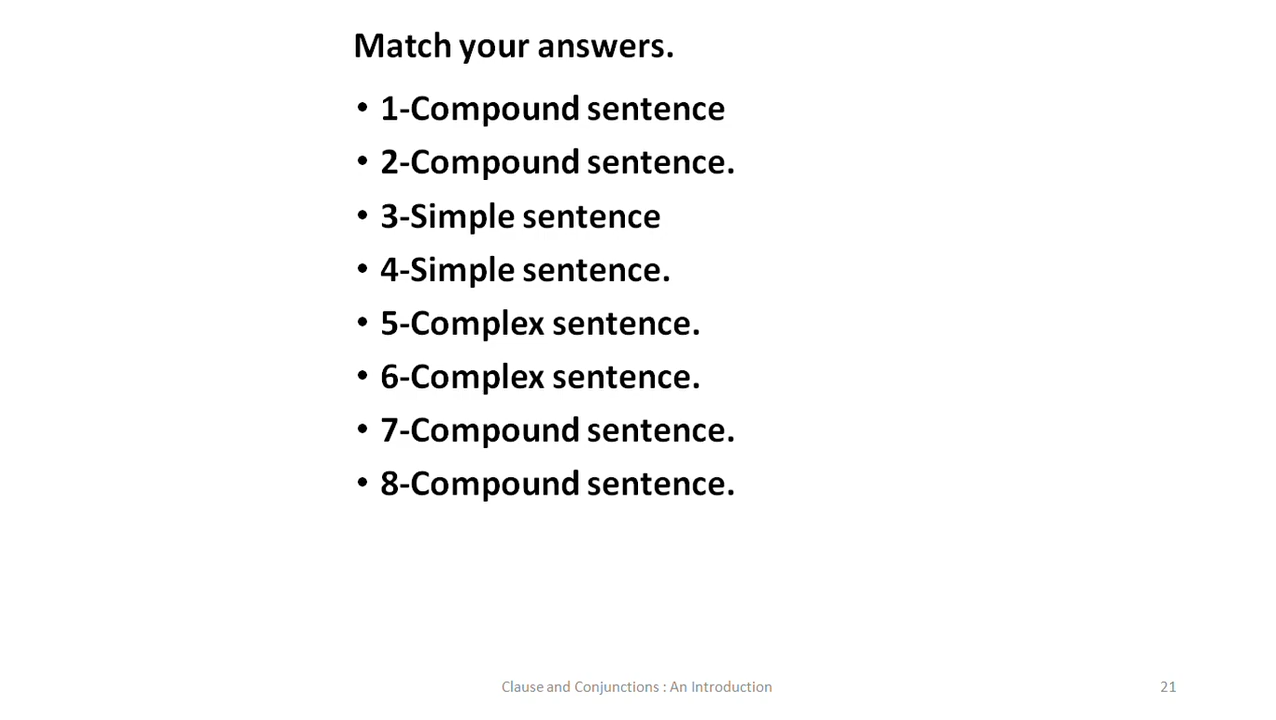 Match your answers.
• 1-Compound sentence
• 2-Compound sentence.
• 3-Simple sentence
• 4-Simple sentence.
• 5-Complex sentence.
• 6-Complex sentence.
• 7-Compound sentence.
• 8-Compound sentence.
Clause and Conjunctions : An Introduction
21